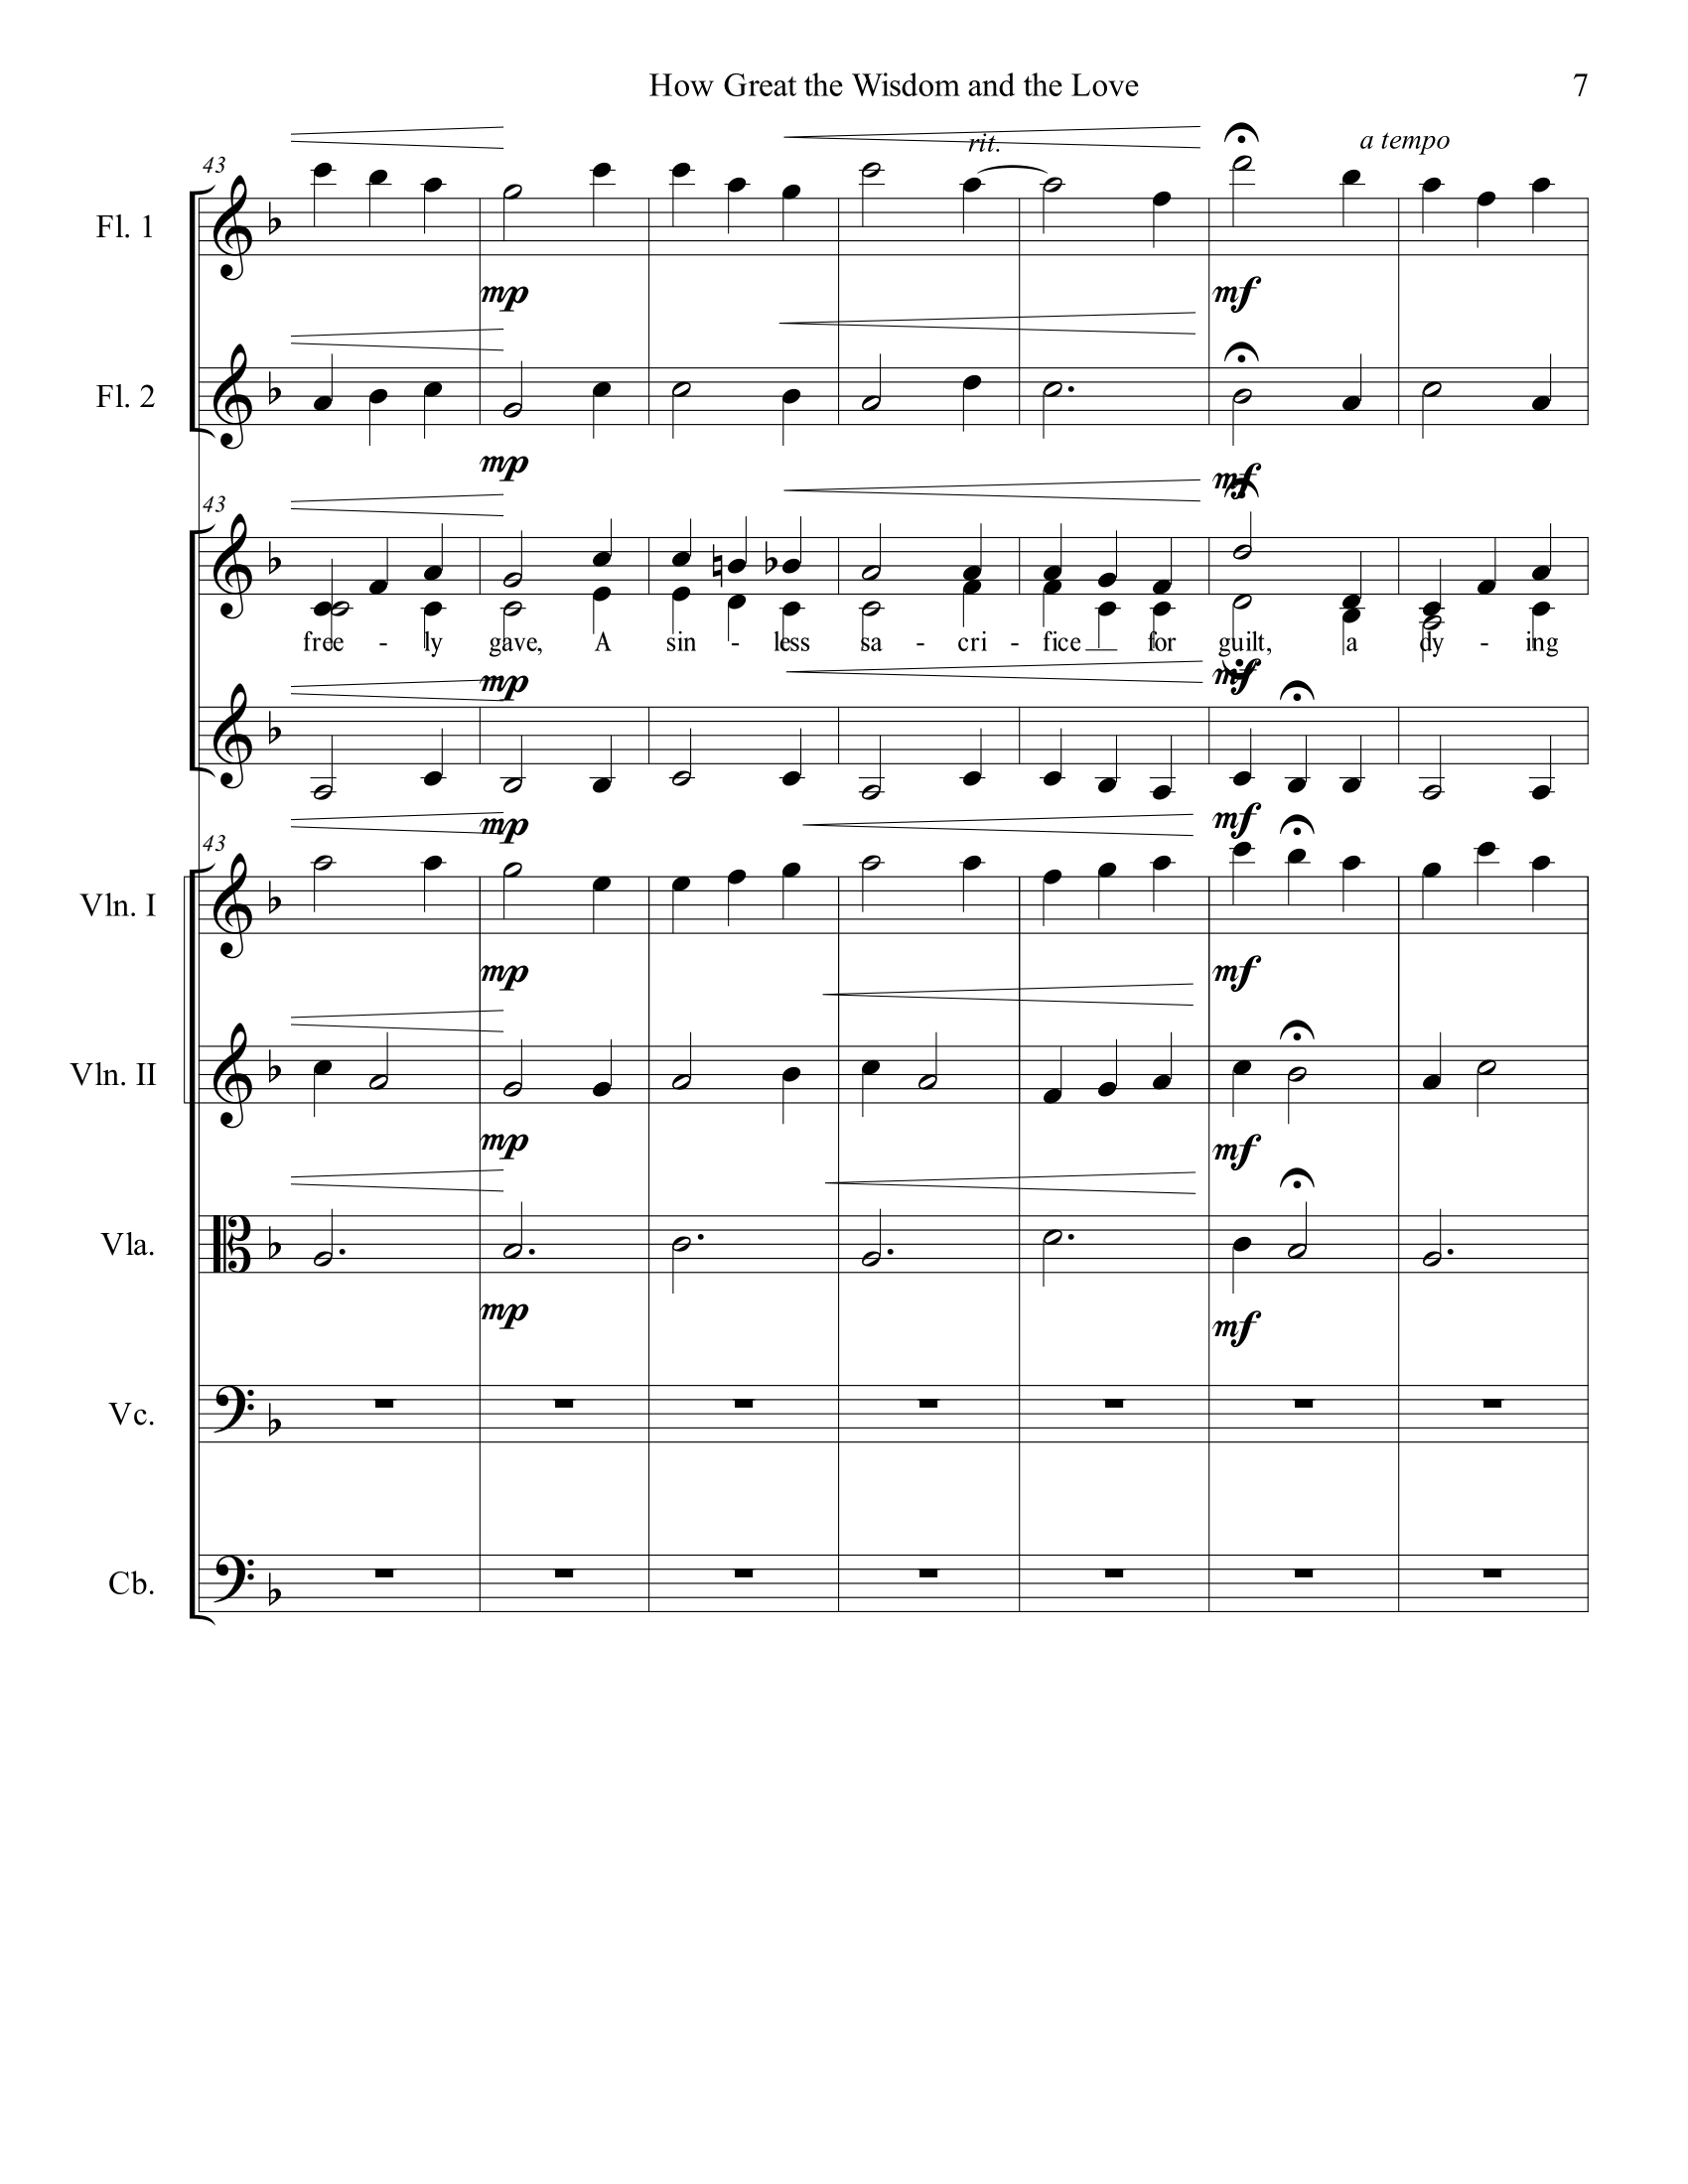 How Great the Wisdom and the Love 7
rit. a tempo
43
Fl. 1
mp mf
Fl. 2
mp mf
43
free - ly gave, A sin - less sa - cri - fice for guilt, a dy - ing
mp mf
mp mf
43
Vln. I
mp mf
Vln. II
mp mf
Vla.
mp mf
Vc.
Cb.